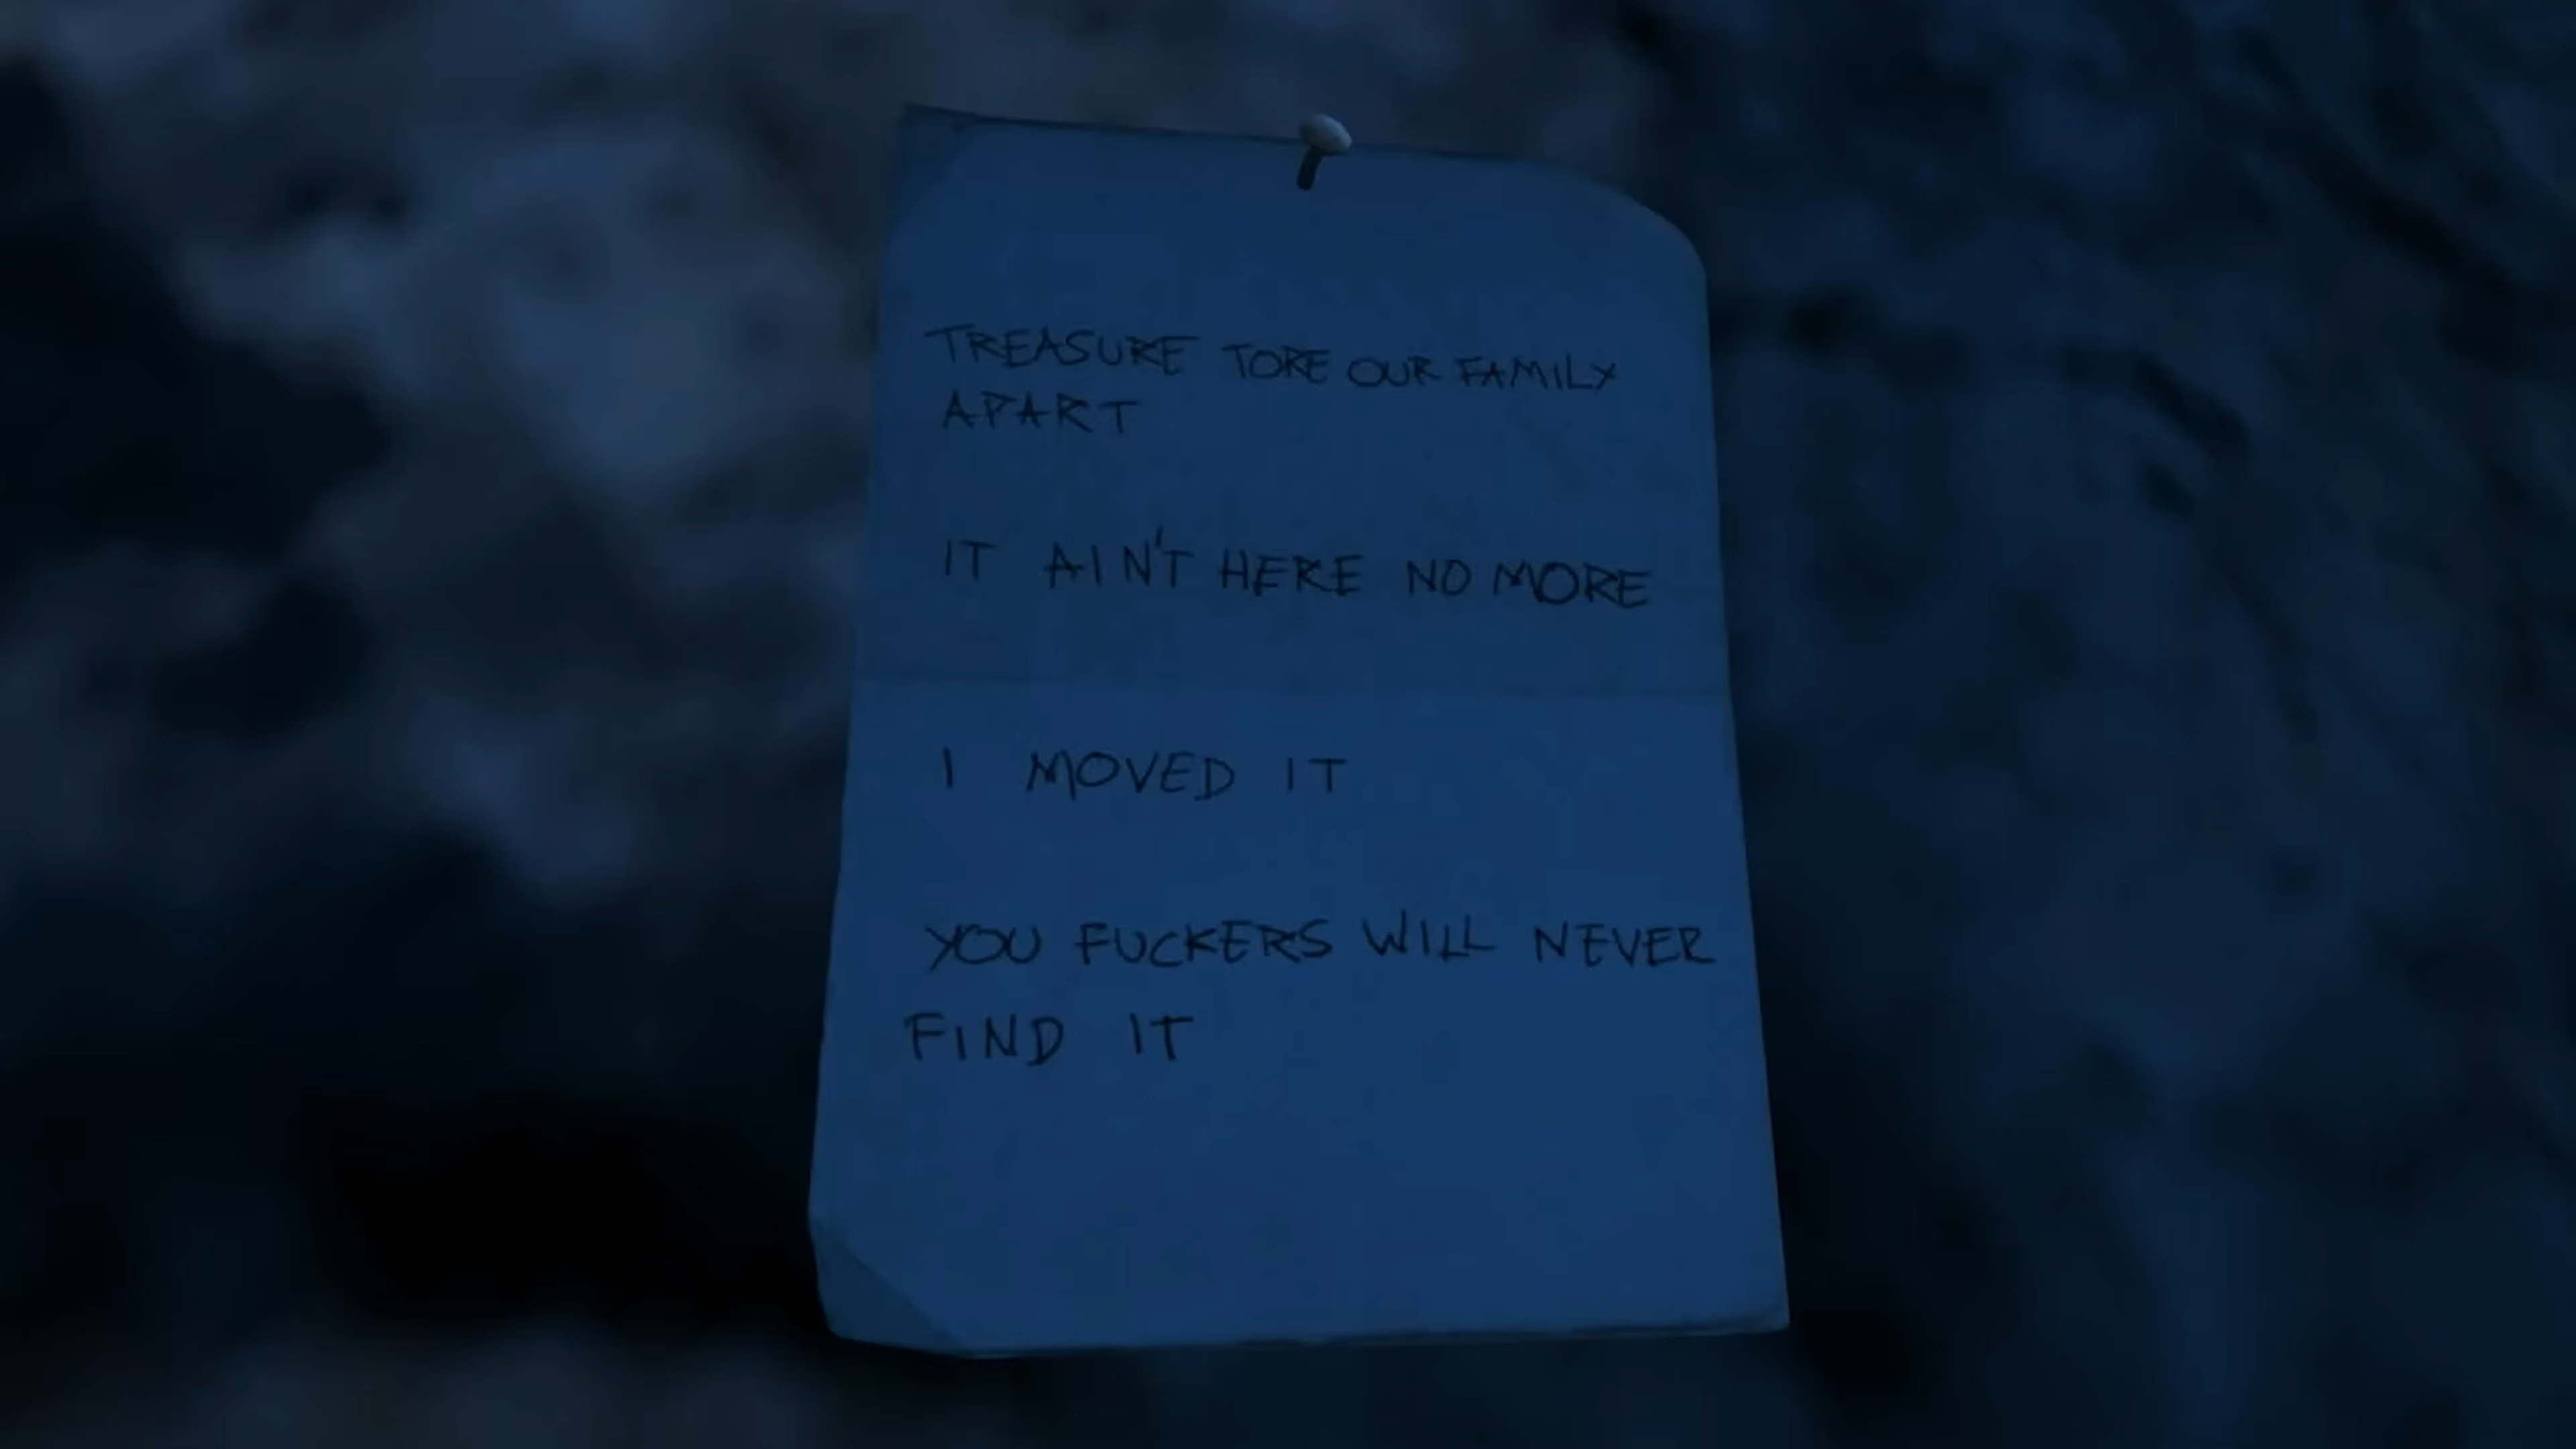 TREASURE TORE OUR FAMILY
APART
IT AIN'T HERE NO MORE
I MOVED IT
YOU FUCKERS WILL NEVER
FIND IT